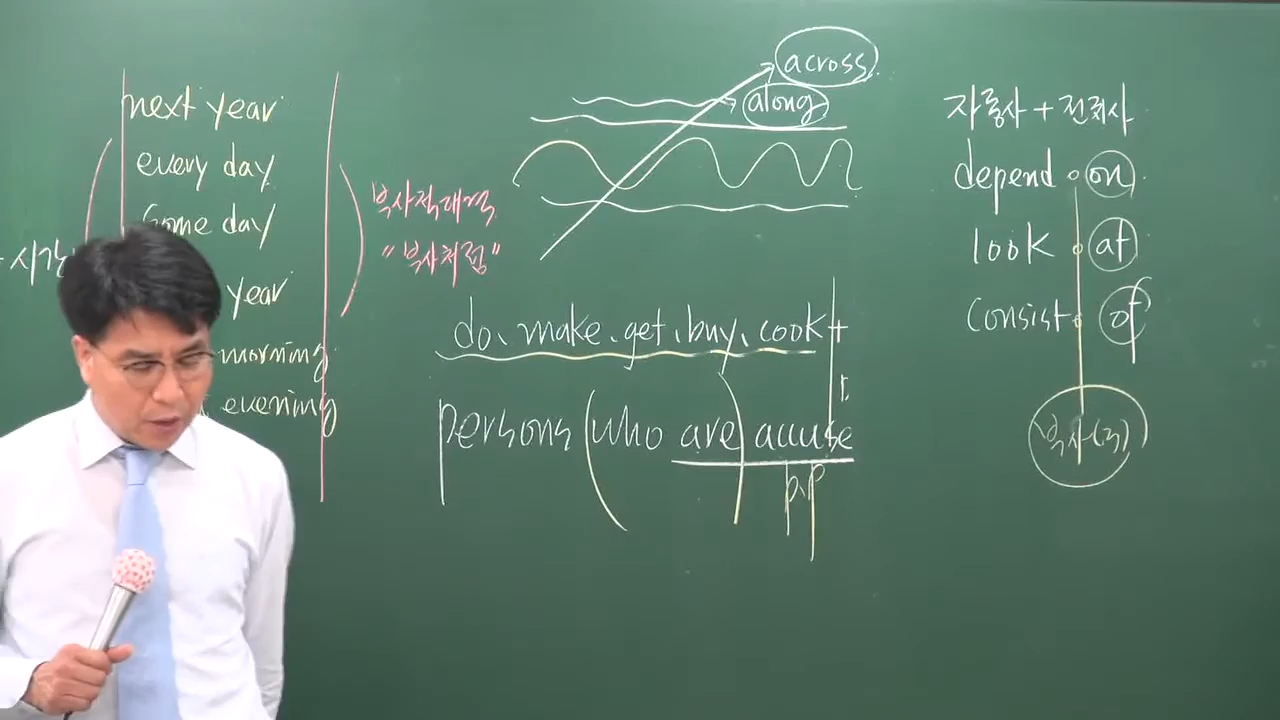 next year
every day
some day
year
morning
evening
시간
부사적대격
"부사처럼"
across
along
do, make, get, buy, cook +
persons (who are) accuse
p.p
자동사 + 전치사
depend on
look at
consist of
부사(구)